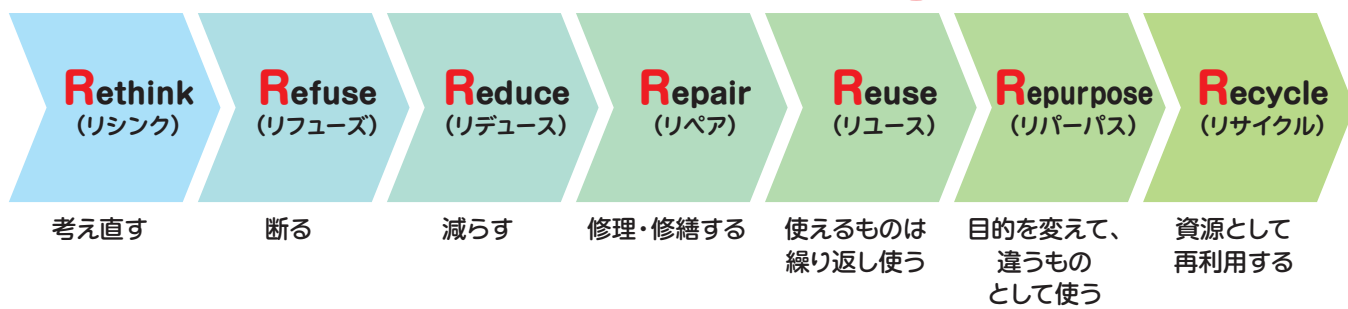 Rethink
（リシンク）
考え直す
Refuse
（リフューズ）
断る
Reduce
（リデュース）
減らす
Repair
（リペア）
修理・修繕する
Reuse
（リユース）
使えるものは
繰り返し使う
Repurpose
（リパーパス）
目的を変えて、
違うもの
として使う
Recycle
（リサイクル）
資源として
再利用する